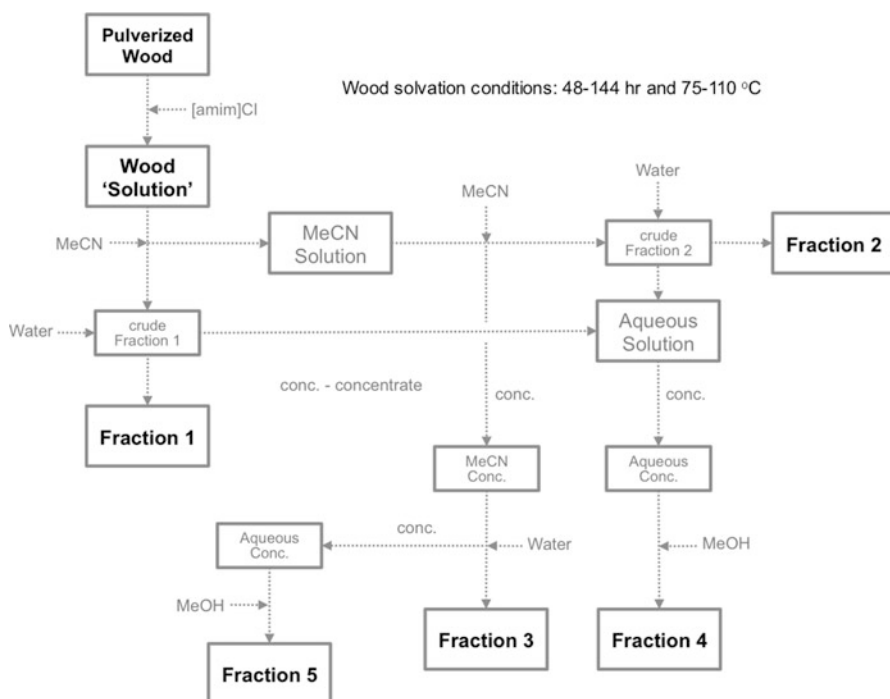 Pulverized
Wood
Wood solvation conditions: 48-144 hr and 75-110 °C
[amim]Cl
Wood
‘Solution’
Water
MeCN
MeCN
MeCN
Solution
crude
Fraction 2
Fraction 2
Water
crude
Fraction 1
Aqueous
Solution
conc. - concentrate
conc.
conc.
Fraction 1
MeCN
Conc.
Aqueous
Conc.
conc.
Aqueous
Conc.
Water
MeOH
MeOH
Fraction 3
Fraction 4
Fraction 5